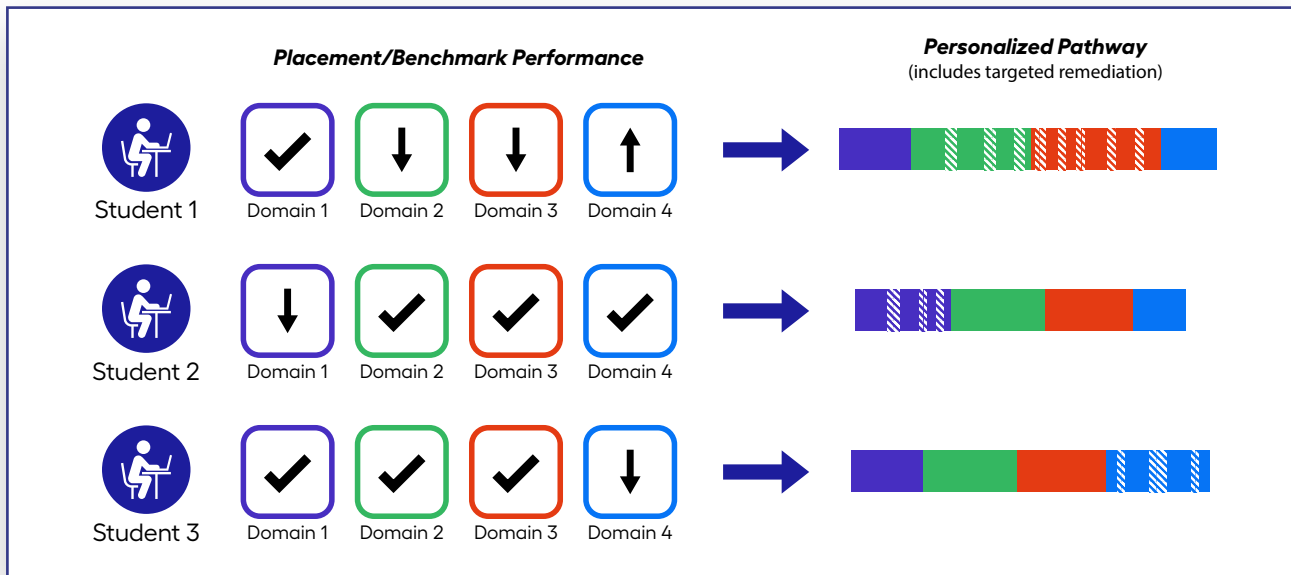 Placement/Benchmark Performance
Personalized Pathway
(includes targeted remediation)
Student 1
Domain 1
Domain 2
Domain 3
Domain 4
Student 2
Domain 1
Domain 2
Domain 3
Domain 4
Student 3
Domain 1
Domain 2
Domain 3
Domain 4